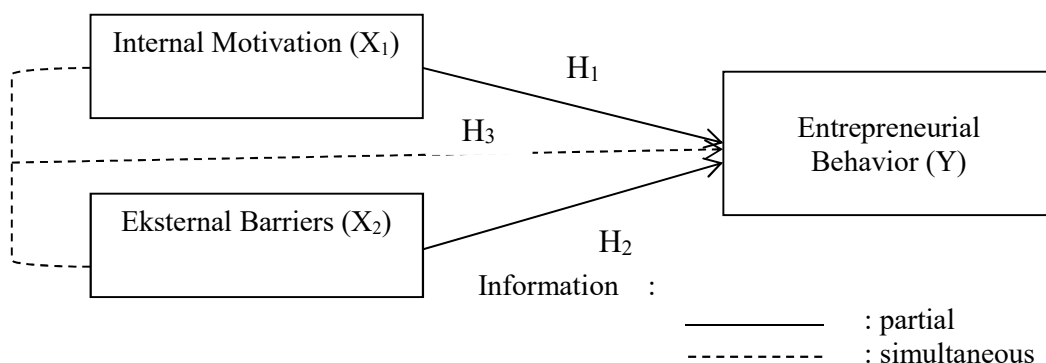 Internal Motivation (X₁)
H₁
Entrepreneurial
Behavior (Y)
H₃
Eksternal Barriers (X₂)
H₂
Information :
: partial
: simultaneous